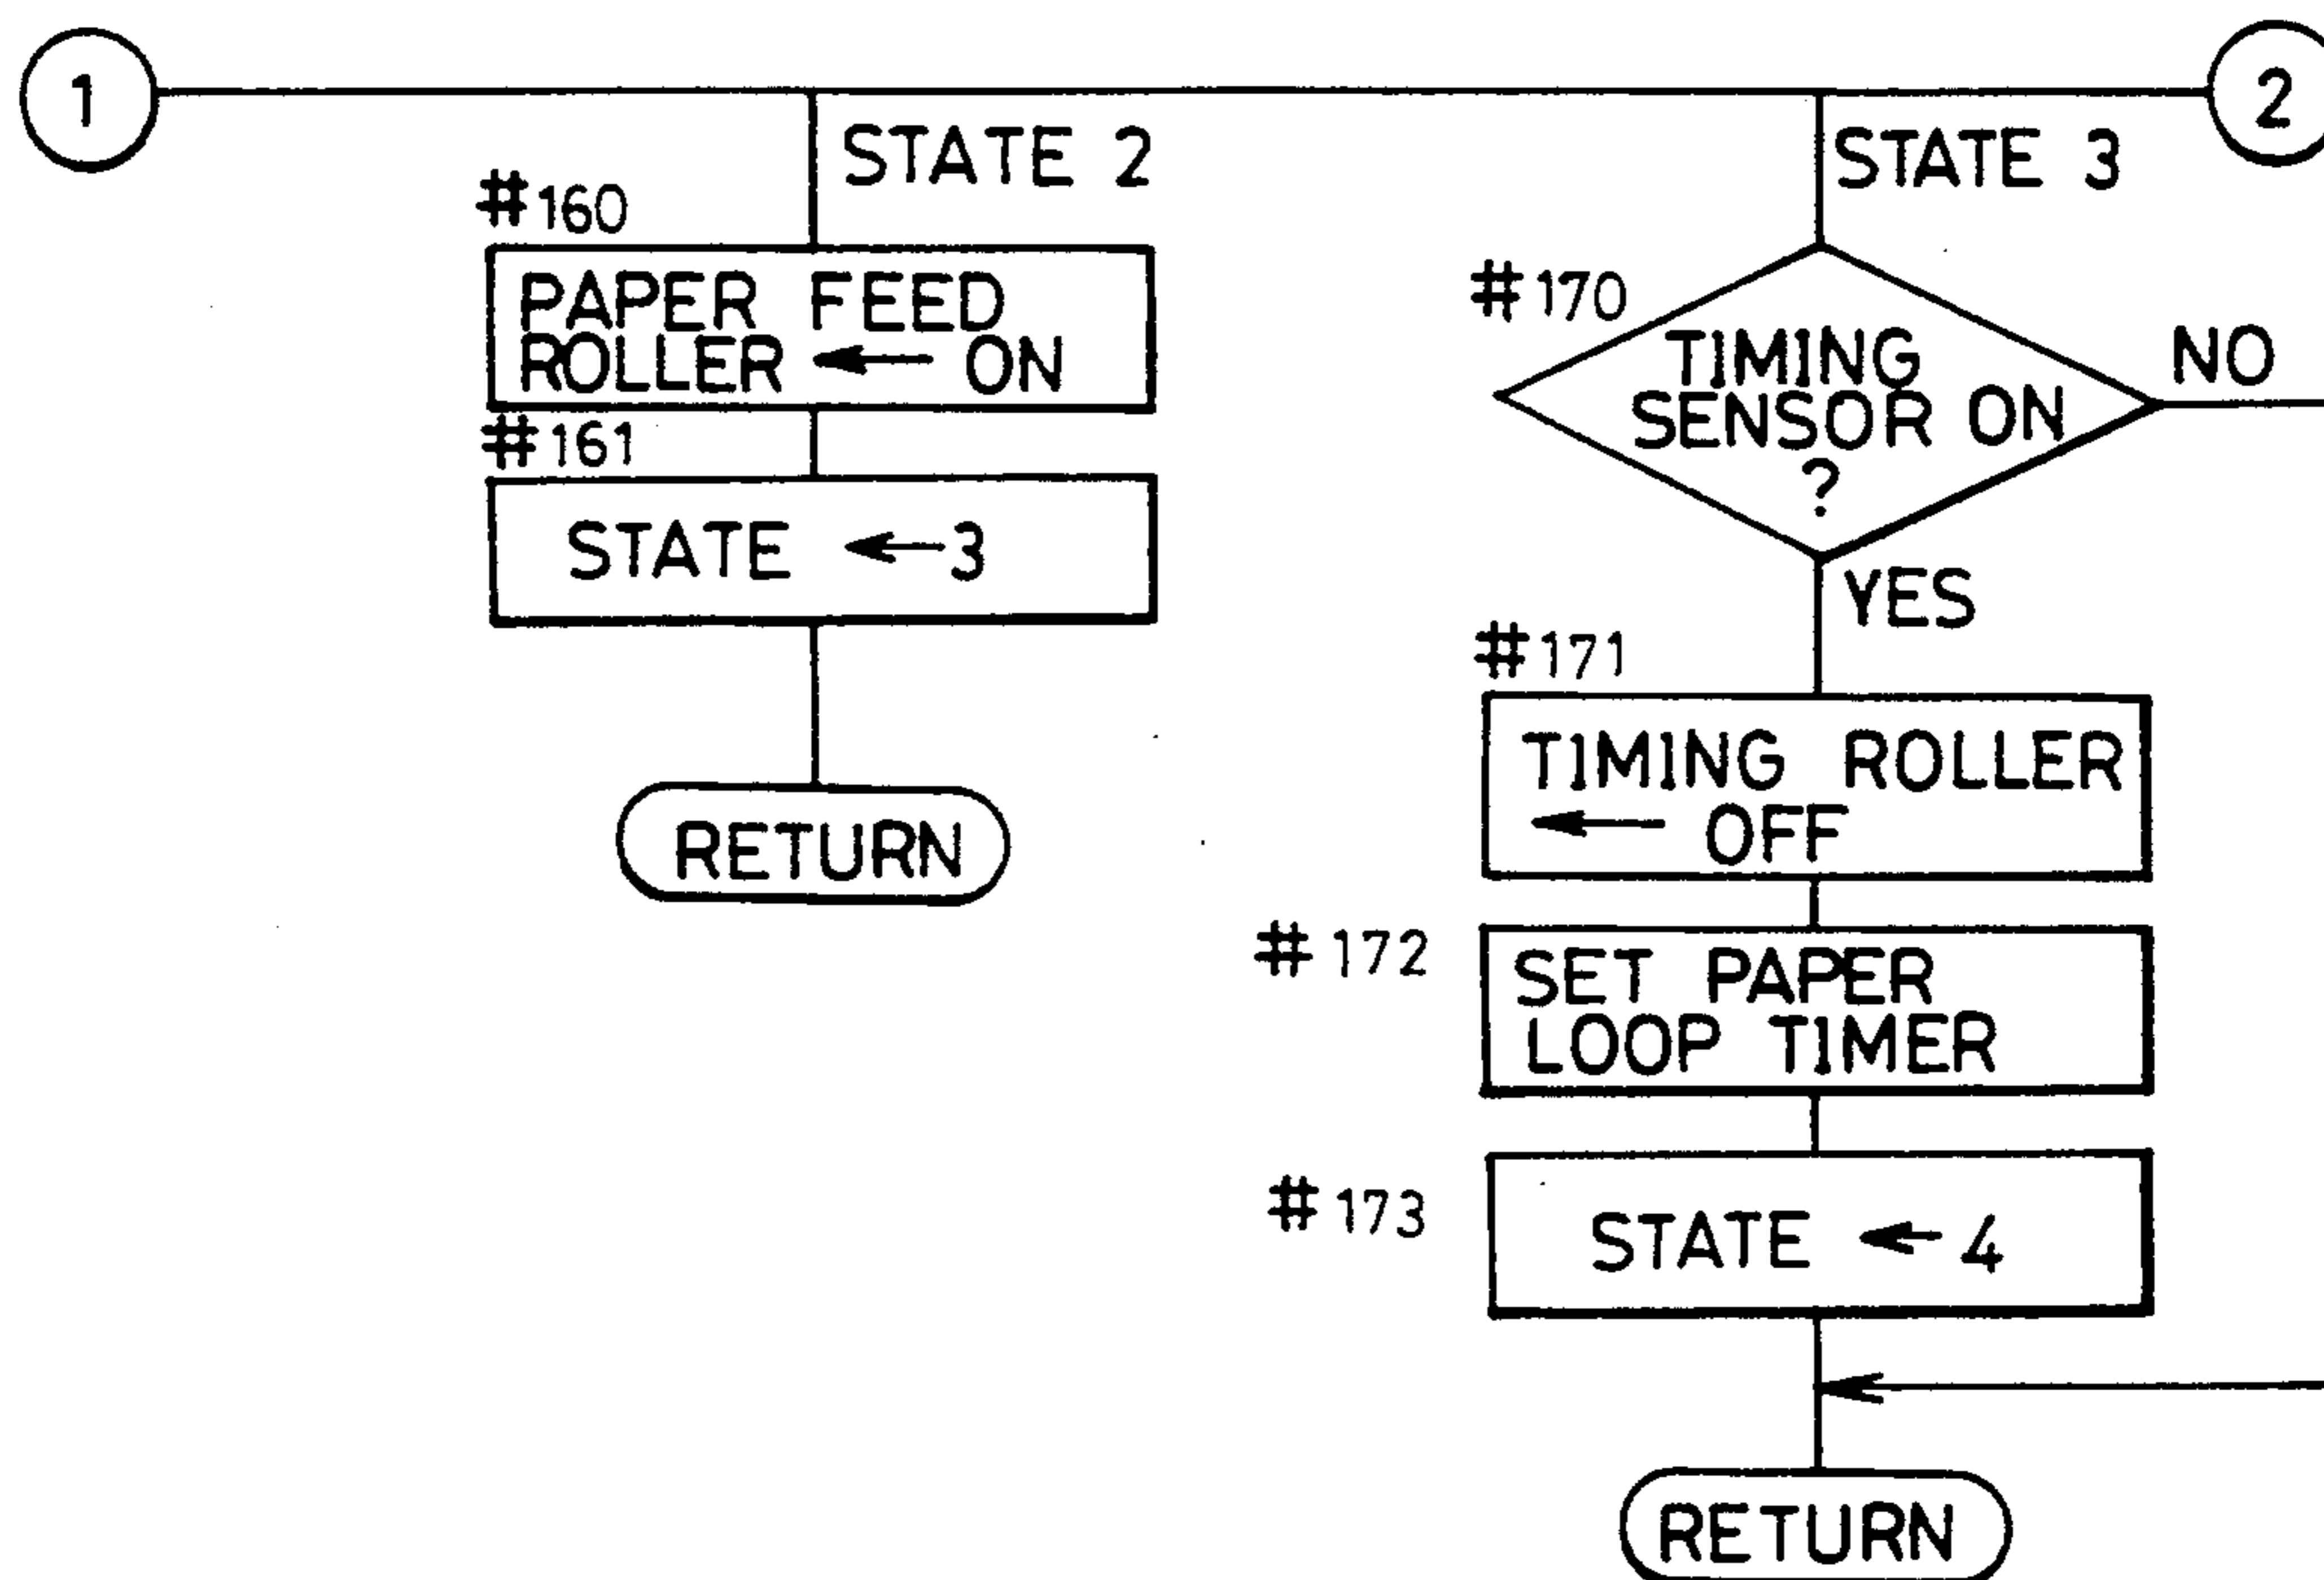 1
2
STATE 2
#160
PAPER FEED
ROLLER ← ON
#161
STATE ← 3
RETURN
STATE 3
#170
TIMING
SENSOR ON
?
NO
YES
#171
TIMING ROLLER
← OFF
#172
SET PAPER
LOOP TIMER
#173
STATE ← 4
RETURN